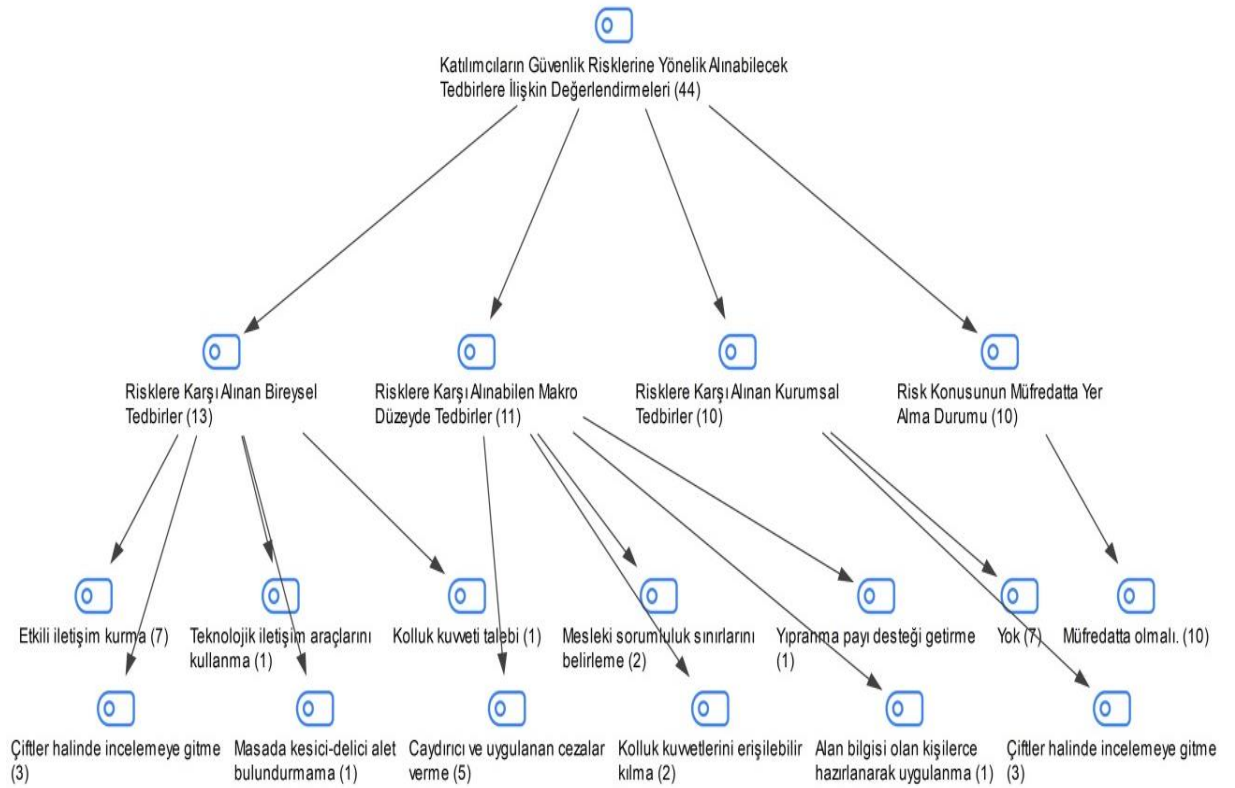 Katılımcıların Güvenlik Risklerine Yönelik Alınabilecek
Tedbirlere İlişkin Değerlendirmeleri (44)
Risklere Karşı Alınan Bireysel
Tedbirler (13)
Risklere Karşı Alınabilen Makro
Düzeyde Tedbirler (11)
Risklere Karşı Alınan Kurumsal
Tedbirler (10)
Risk Konusunun Müfredatta Yer
Alma Durumu (10)
Etkili iletişim kurma (7)
Teknolojik iletişim araçlarını
kullanma (1)
Kolluk kuvveti talebi (1)
Mesleki sorumluluk sınırlarını
belirleme (2)
Yıpranma payı desteği getirme
(1)
Yok (7)
Müfredatta olmalı. (10)
Çiftler halinde incelemeye gitme
(3)
Masada kesici-delici alet
bulundurmama (1)
Caydırıcı ve uygulanan cezalar
verme (5)
Kolluk kuvvetlerini erişilebilir
kılma (2)
Alan bilgisi olan kişilerce
hazırlanarak uygulanma (1)
Çiftler halinde incelemeye gitme
(3)